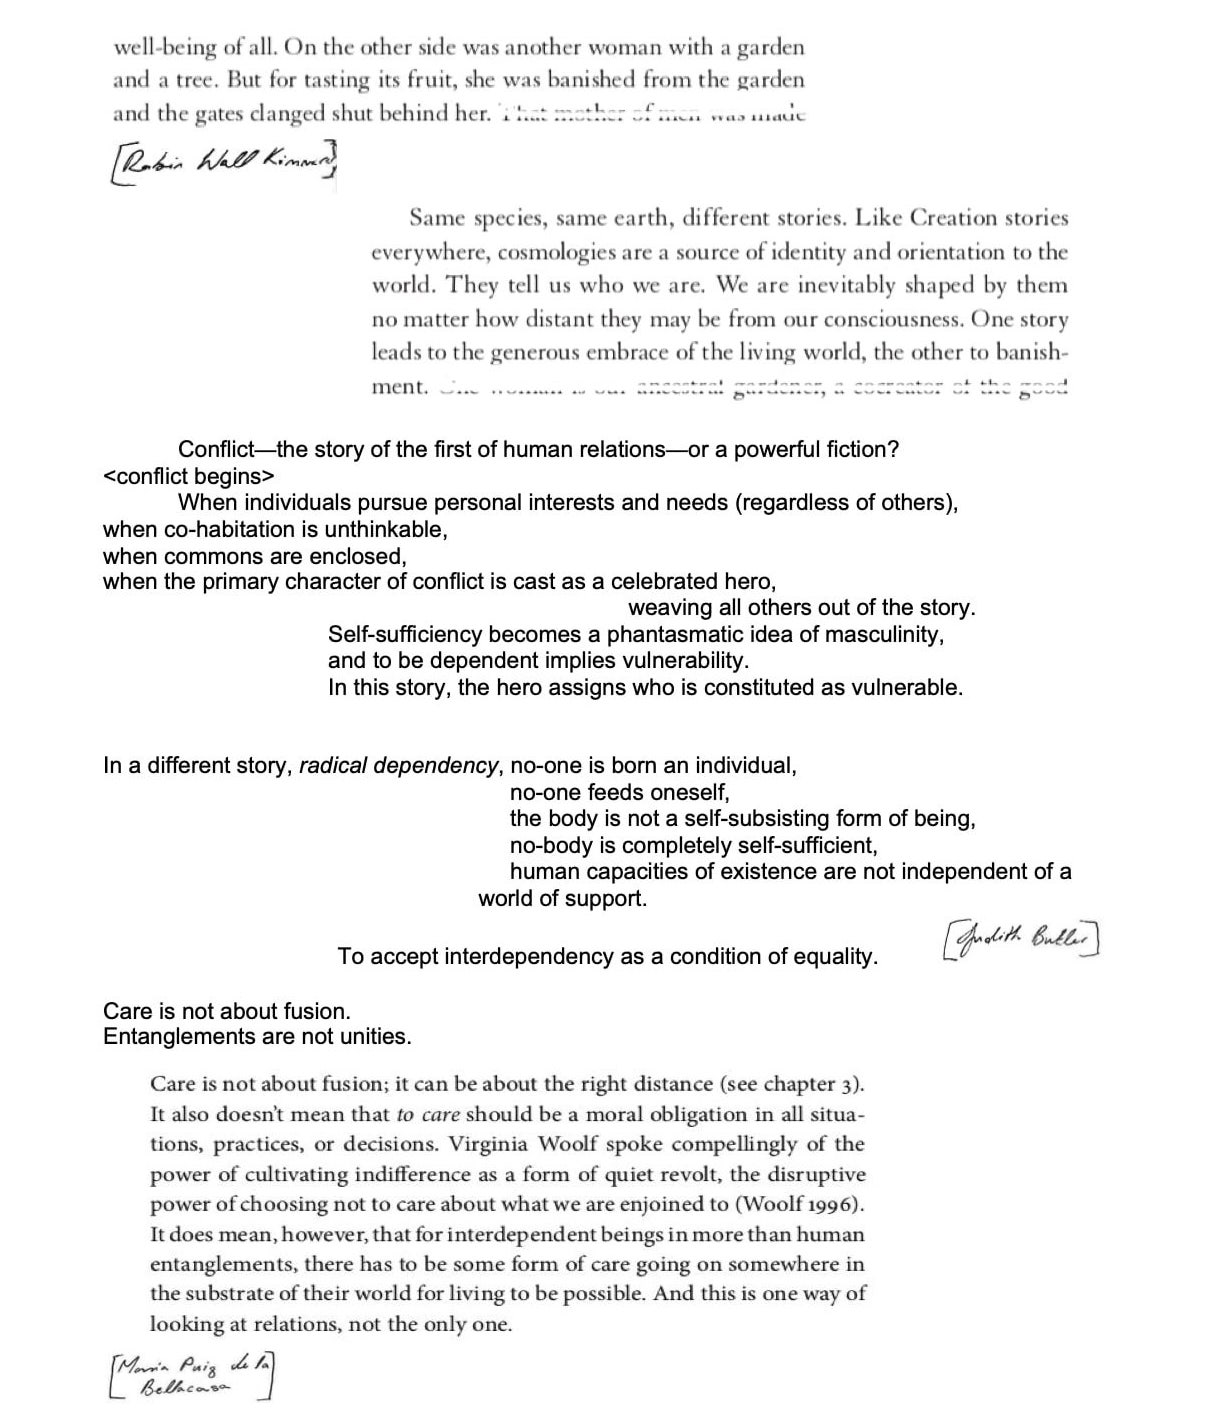 well-being of all. On the other side was another woman with a garden
and a tree. But for tasting its fruit, she was banished from the garden
and the gates clanged shut behind her. That mother of men was made
[Robin Wall Kimmerer]
Same species, same earth, different stories. Like Creation stories
everywhere, cosmologies are a source of identity and orientation to the
world. They tell us who we are. We are inevitably shaped by them
no matter how distant they may be from our consciousness. One story
leads to the generous embrace of the living world, the other to banish-
ment. ancestral gardener, a cocreator of the good
Conflict—the story of the first of human relations—or a powerful fiction?
<conflict begins>
When individuals pursue personal interests and needs (regardless of others),
when co-habitation is unthinkable,
when commons are enclosed,
when the primary character of conflict is cast as a celebrated hero,
weaving all others out of the story.
Self-sufficiency becomes a phantasmatic idea of masculinity,
and to be dependent implies vulnerability.
In this story, the hero assigns who is constituted as vulnerable.
In a different story, radical dependency, no-one is born an individual,
no-one feeds oneself,
the body is not a self-subsisting form of being,
no-body is completely self-sufficient,
human capacities of existence are not independent of a
world of support.
[Judith Butler]
To accept interdependency as a condition of equality.
Care is not about fusion.
Entanglements are not unities.
Care is not about fusion; it can be about the right distance (see chapter 3).
It also doesn't mean that to care should be a moral obligation in all situa-
tions, practices, or decisions. Virginia Woolf spoke compellingly of the
power of cultivating indifference as a form of quiet revolt, the disruptive
power of choosing not to care about what we are enjoined to (Woolf 1996).
It does mean, however, that for interdependent beings in more than human
entanglements, there has to be some form of care going on somewhere in
the substrate of their world for living to be possible. And this is one way of
looking at relations, not the only one.
[Maria Puig de la
Bellacasa]